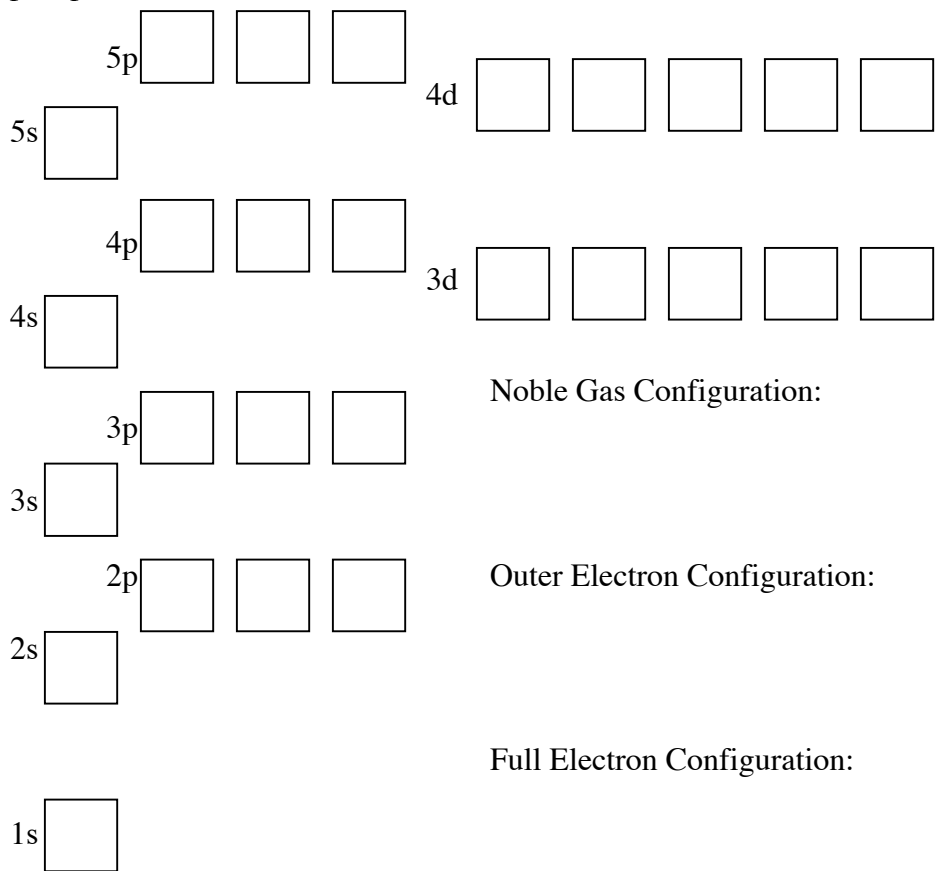 5p
4d
5s
4p
3d
4s
Noble Gas Configuration:
3p
3s
2p
Outer Electron Configuration:
2s
Full Electron Configuration:
1s